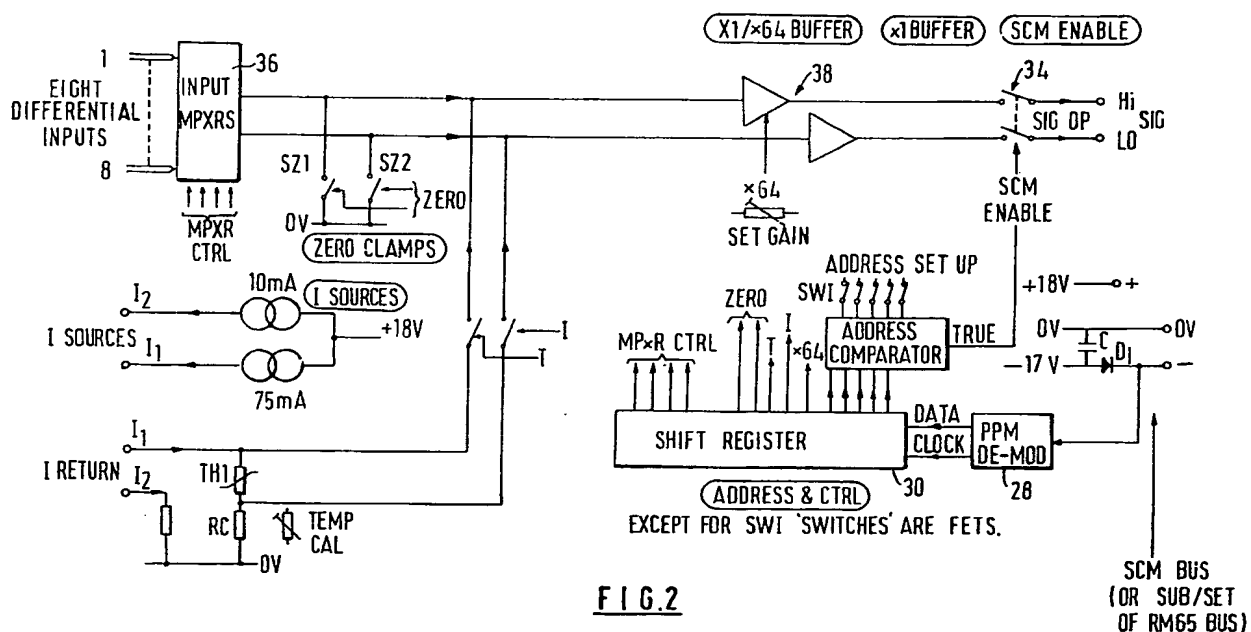 X1/×64 BUFFER
×1 BUFFER
SCM ENABLE
1
36
38
34
EIGHT
DIFFERENTIAL
INPUTS
INPUT
MPXRS
Hi
SIG OP
SIG
LO
8
SZ1
SZ2
ZERO
0V
ZERO CLAMPS
MPXR
CTRL
×64
SET GAIN
SCM
ENABLE
10mA
I SOURCES
I2
+18V
I SOURCES
I1
75mA
I
T
ADDRESS SET UP
SWI
ZERO
ADDRESS
COMPARATOR
TRUE
+18V
+
0V
0V
C
D1
-17V
-
MPXR CTRL
T
I
×64
SHIFT REGISTER
DATA
CLOCK
PPM
DE-MOD
30
28
I1
I RETURN
I2
TH1
RC
TEMP
CAL
0V
ADDRESS & CTRL
EXCEPT FOR SWI 'SWITCHES' ARE FETS.
SCM BUS
(OR SUB/SET
OF RM65 BUS)
FIG.2